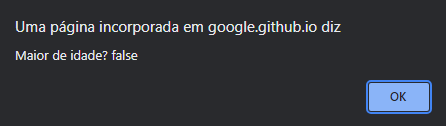 Uma página incorporada em google.github.io diz
Maior de idade? false
OK